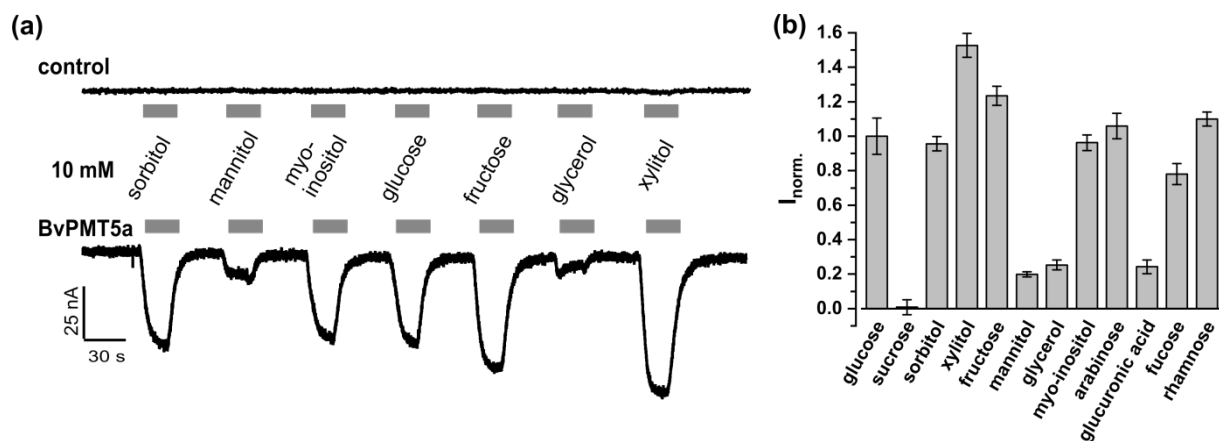 (a)
control
sorbitol
mannitol
myo-
inositol
glucose
fructose
glycerol
xylitol
10 mM
BvPMT5a
25 nA
30 s
(b)
Inorm.
1.6
1.4
1.2
1.0
0.8
0.6
0.4
0.2
0.0
glucose
sucrose
sorbitol
xylitol
fructose
mannitol
glycerol
myo-inositol
arabinose
glucuronic acid
fucose
rhamnose